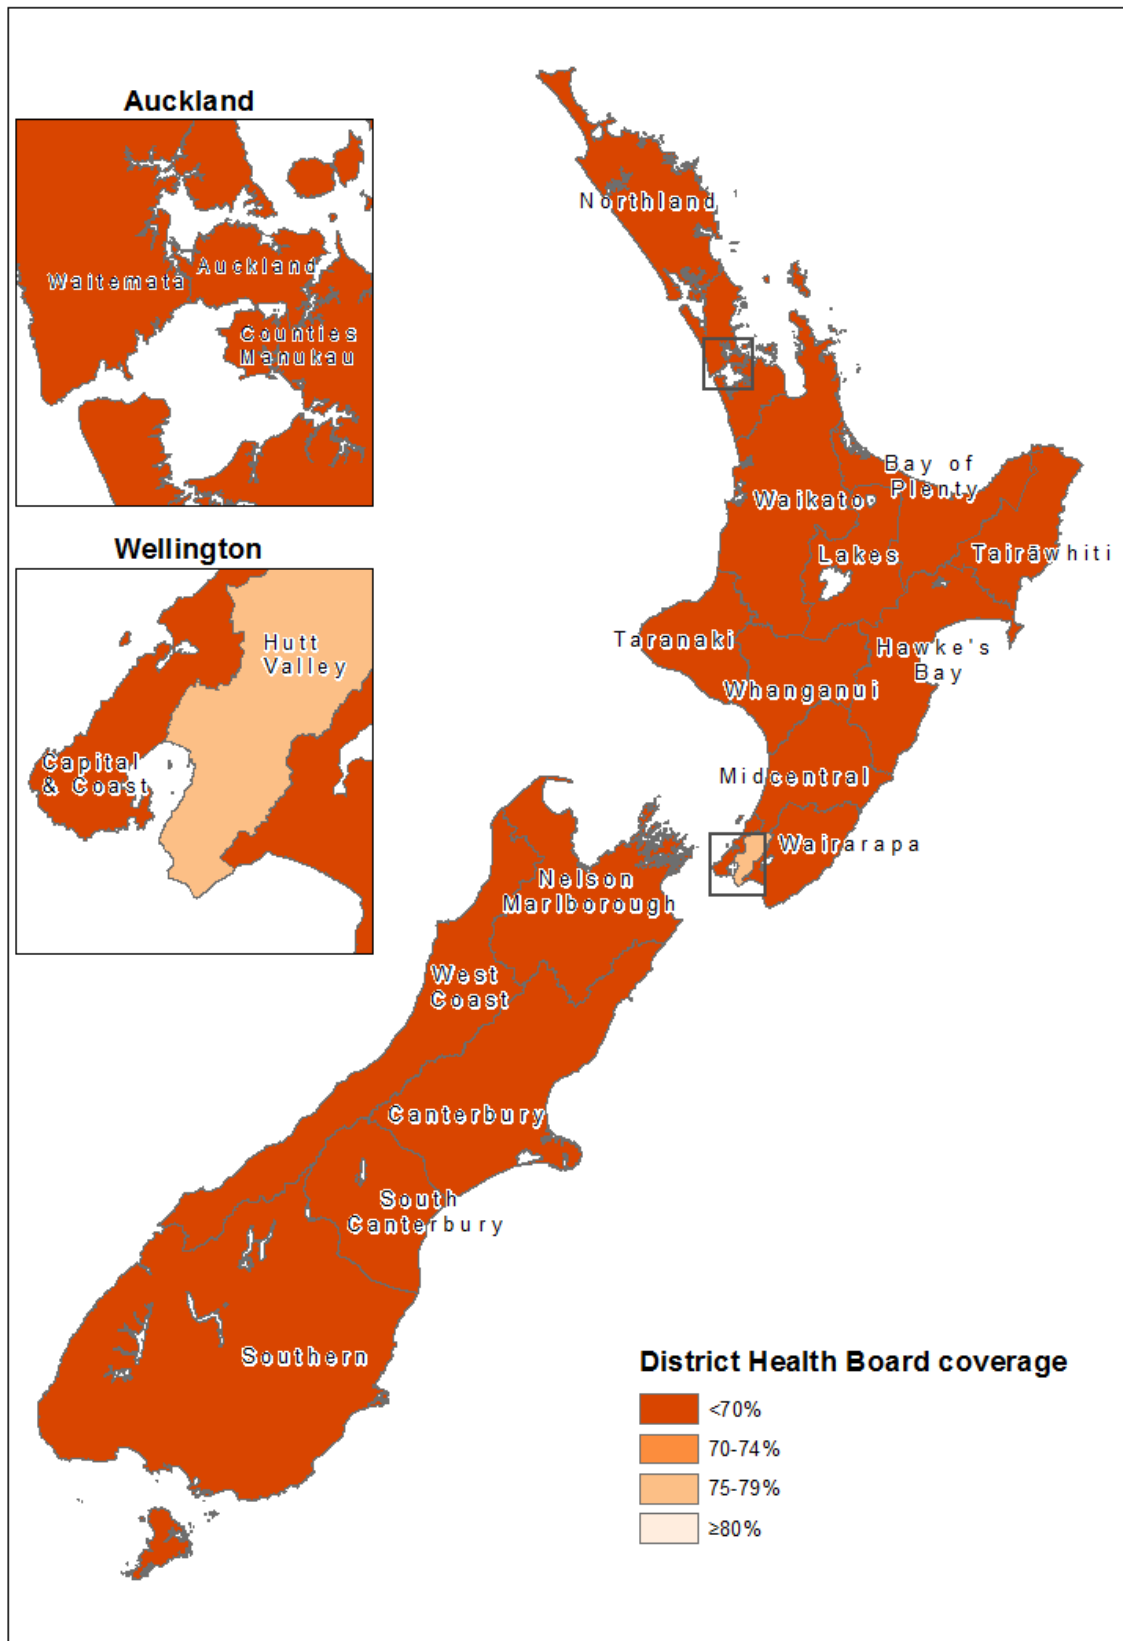 Auckland
Waitemata
Auckland
Counties
Manukau
Wellington
Hutt
Valley
Capital
& Coast
Northland
Bay of
Plenty
Waikato
Lakes
Tairāwhiti
Taranaki
Hawke's
Bay
Whanganui
Midcentral
Wairarapa
Nelson
Marlborough
West
Coast
Canterbury
South
Canterbury
Southern
District Health Board coverage
<70%
70-74%
75-79%
≥80%